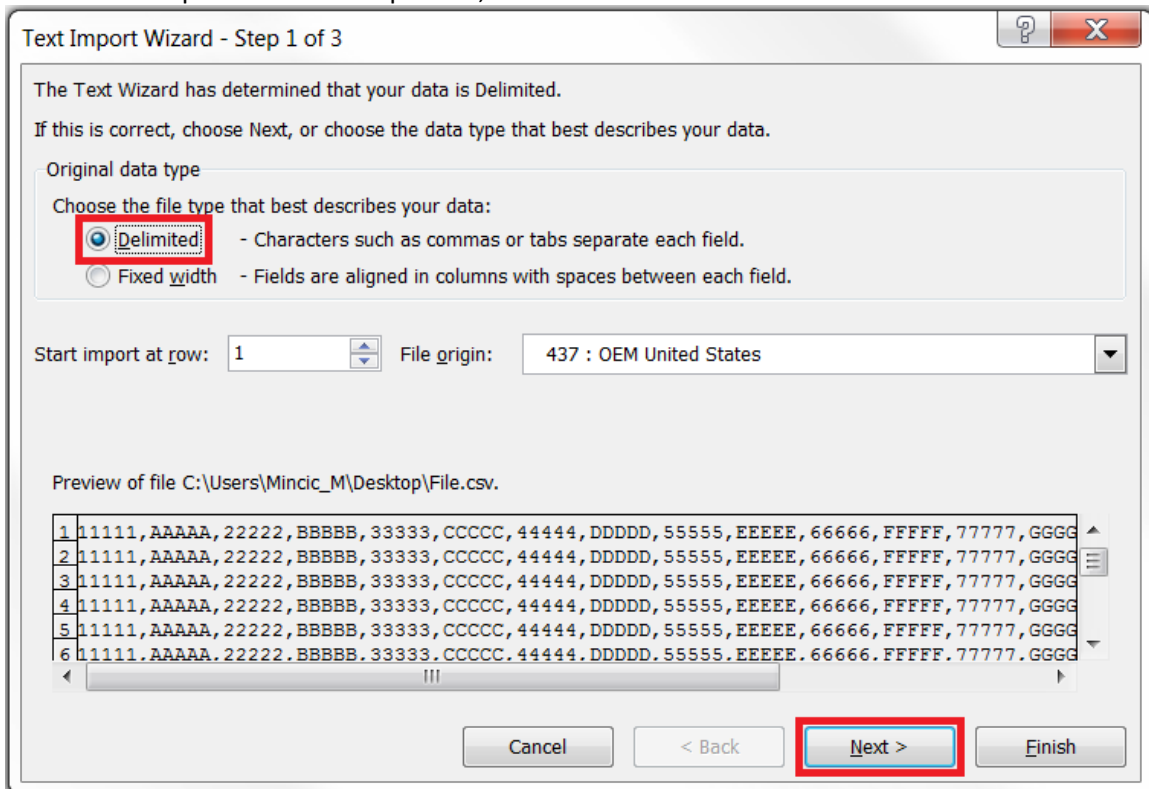 Text Import Wizard - Step 1 of 3
The Text Wizard has determined that your data is Delimited.
If this is correct, choose Next, or choose the data type that best describes your data.
Original data type
Choose the file type that best describes your data:
Delimited - Characters such as commas or tabs separate each field.
Fixed width - Fields are aligned in columns with spaces between each field.
Start import at row: 1 File origin: 437 : OEM United States
Preview of file C:\Users\Mincic_M\Desktop\File.csv.
1 11111,AAAAA,22222,BBBBB,33333,CCCCC,44444,DDDDD,55555,EEEEE,66666,FFFFF,77777,GGGG
2 11111,AAAAA,22222,BBBBB,33333,CCCCC,44444,DDDDD,55555,EEEEE,66666,FFFFF,77777,GGGG
3 11111,AAAAA,22222,BBBBB,33333,CCCCC,44444,DDDDD,55555,EEEEE,66666,FFFFF,77777,GGGG
4 11111,AAAAA,22222,BBBBB,33333,CCCCC,44444,DDDDD,55555,EEEEE,66666,FFFFF,77777,GGGG
5 11111,AAAAA,22222,BBBBB,33333,CCCCC,44444,DDDDD,55555,EEEEE,66666,FFFFF,77777,GGGG
6 11111,AAAAA,22222,BBBBB,33333,CCCCC,44444,DDDDD,55555,EEEEE,66666,FFFFF,77777,GGGG
Cancel < Back Next > Finish